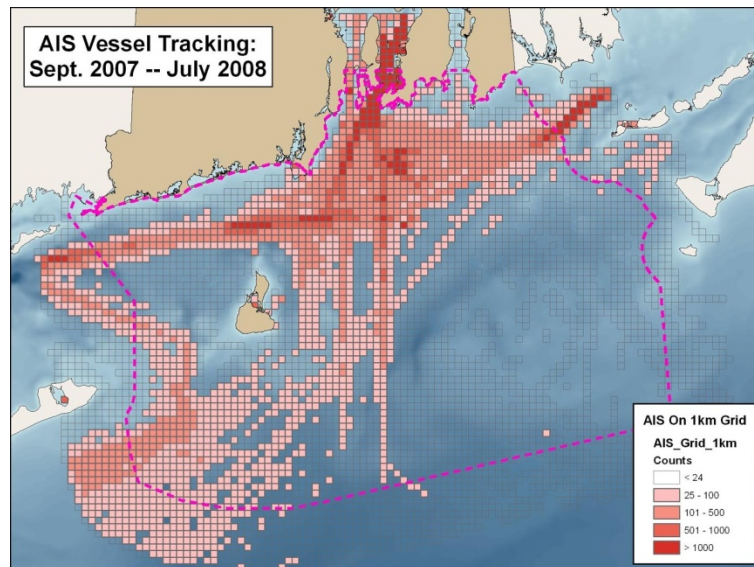 AIS Vessel Tracking:
Sept. 2007 -- July 2008
AIS On 1km Grid
AIS_Grid_1km
Counts
< 24
25 - 100
101 - 500
501 - 1000
> 1000